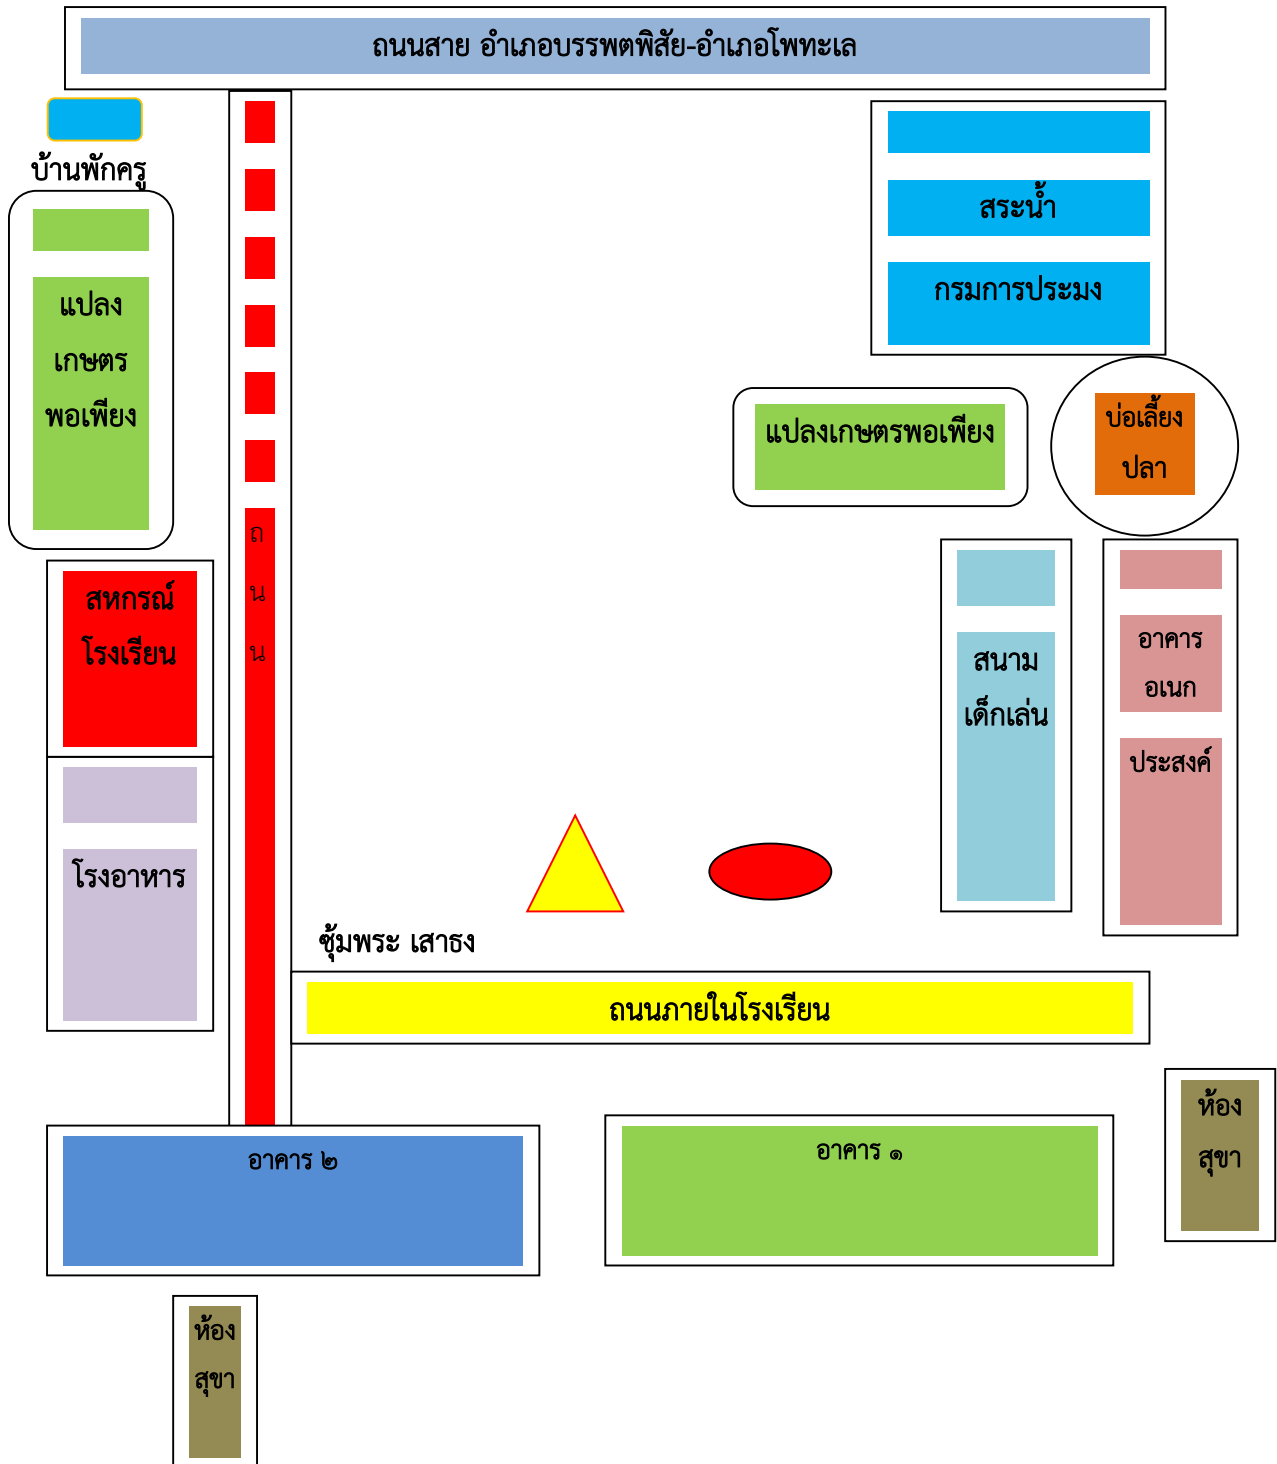 ถนนสาย อำเภอบรรพตพิสัย-อำเภอโพทะเล
บ้านพักครู
สระน้ำ
กรมการประมง
แปลง
เกษตร
พอเพียง
แปลงเกษตรพอเพียง
บ่อเลี้ยง
ปลา
ถ
น
น
สหกรณ์
โรงเรียน
สนาม
เด็กเล่น
อาคาร
อเนก
ประสงค์
โรงอาหาร
ซุ้มพระ เสาธง
ถนนภายในโรงเรียน
ห้อง
สุขา
อาคาร ๒
อาคาร ๑
ห้อง
สุขา